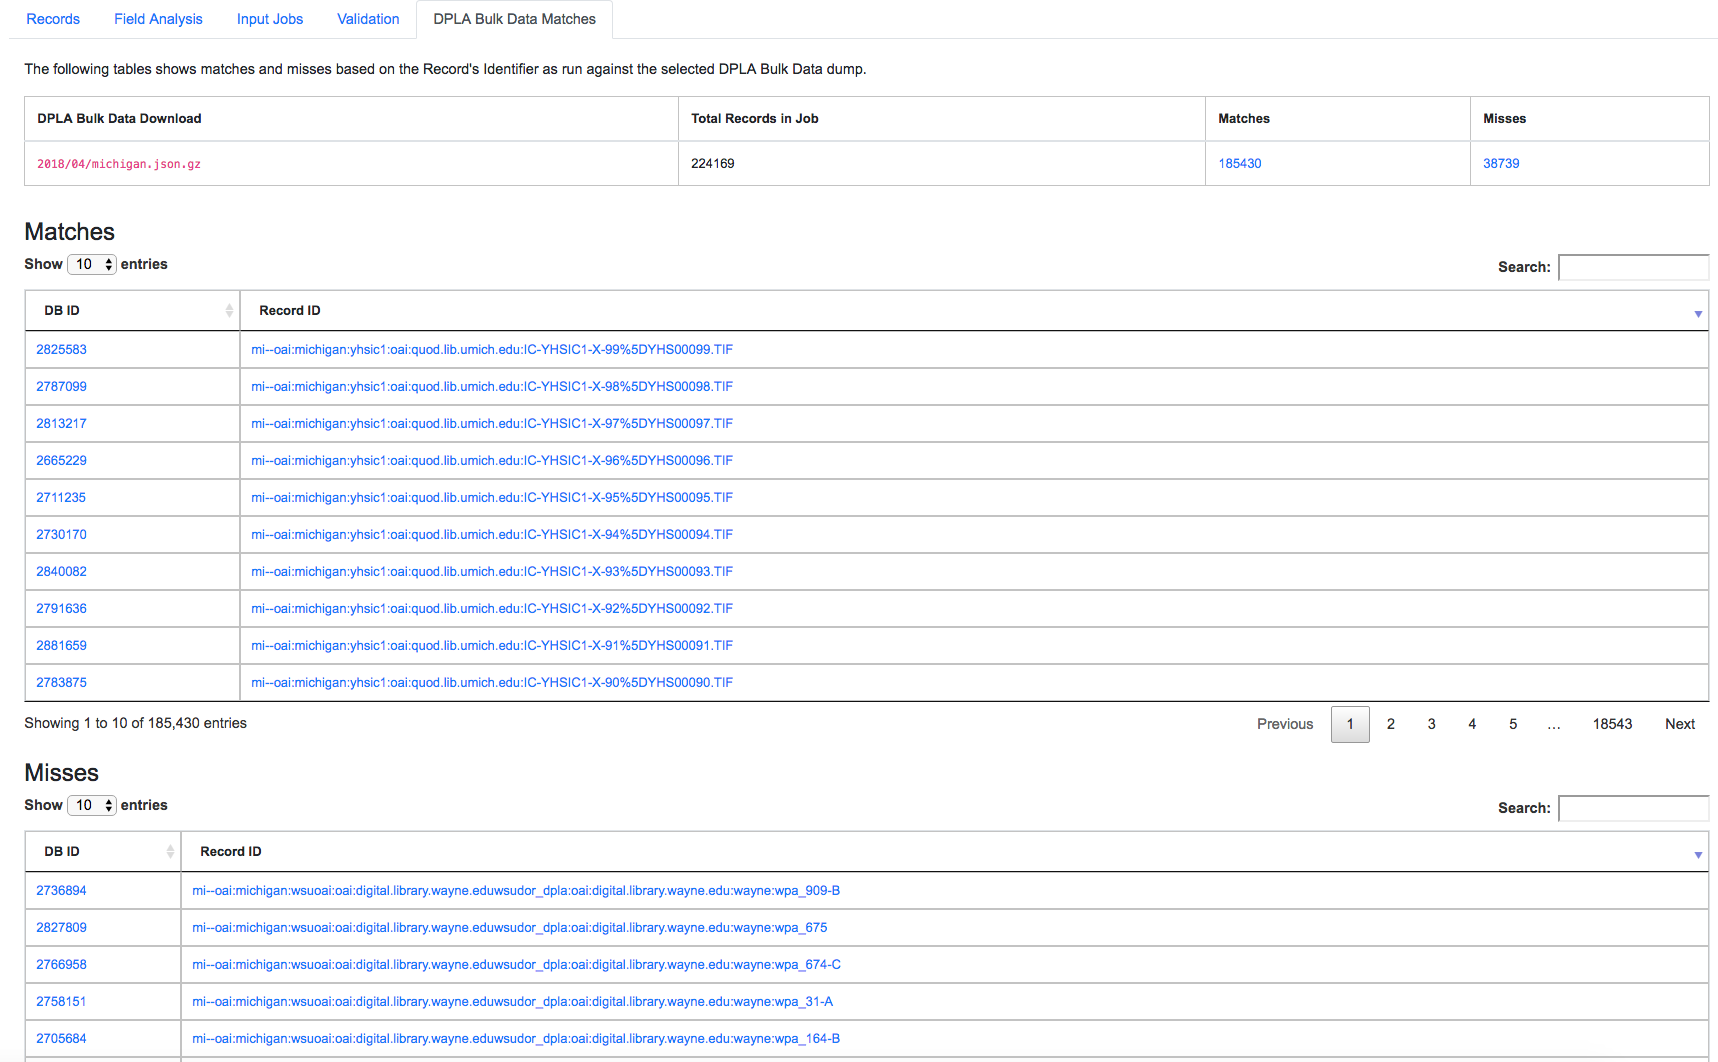 Records Field Analysis Input Jobs Validation DPLA Bulk Data Matches
The following tables shows matches and misses based on the Record's Identifier as run against the selected DPLA Bulk Data dump.
DPLA Bulk Data Download Total Records in Job Matches Misses
2018/04/michigan.json.gz 224169 185430 38739
Matches
Show 10 entries Search:
DB ID Record ID
2825583 mi--oai:michigan:yhsic1:oai:quod.lib.umich.edu:IC-YHSIC1-X-99%5DYHS00099.TIF
2787099 mi--oai:michigan:yhsic1:oai:quod.lib.umich.edu:IC-YHSIC1-X-98%5DYHS00098.TIF
2813217 mi--oai:michigan:yhsic1:oai:quod.lib.umich.edu:IC-YHSIC1-X-97%5DYHS00097.TIF
2665229 mi--oai:michigan:yhsic1:oai:quod.lib.umich.edu:IC-YHSIC1-X-96%5DYHS00096.TIF
2711235 mi--oai:michigan:yhsic1:oai:quod.lib.umich.edu:IC-YHSIC1-X-95%5DYHS00095.TIF
2730170 mi--oai:michigan:yhsic1:oai:quod.lib.umich.edu:IC-YHSIC1-X-94%5DYHS00094.TIF
2840082 mi--oai:michigan:yhsic1:oai:quod.lib.umich.edu:IC-YHSIC1-X-93%5DYHS00093.TIF
2791636 mi--oai:michigan:yhsic1:oai:quod.lib.umich.edu:IC-YHSIC1-X-92%5DYHS00092.TIF
2881659 mi--oai:michigan:yhsic1:oai:quod.lib.umich.edu:IC-YHSIC1-X-91%5DYHS00091.TIF
2783875 mi--oai:michigan:yhsic1:oai:quod.lib.umich.edu:IC-YHSIC1-X-90%5DYHS00090.TIF
Showing 1 to 10 of 185,430 entries Previous 1 2 3 4 5 … 18543 Next
Misses
Show 10 entries Search:
DB ID Record ID
2736894 mi--oai:michigan:wsuoai:oai:digital.library.wayne.eduwsudor_dpla:oai:digital.library.wayne.edu:wayne:wpa_909-B
2827809 mi--oai:michigan:wsuoai:oai:digital.library.wayne.eduwsudor_dpla:oai:digital.library.wayne.edu:wayne:wpa_675
2766958 mi--oai:michigan:wsuoai:oai:digital.library.wayne.eduwsudor_dpla:oai:digital.library.wayne.edu:wayne:wpa_674-C
2758151 mi--oai:michigan:wsuoai:oai:digital.library.wayne.eduwsudor_dpla:oai:digital.library.wayne.edu:wayne:wpa_31-A
2705684 mi--oai:michigan:wsuoai:oai:digital.library.wayne.eduwsudor_dpla:oai:digital.library.wayne.edu:wayne:wpa_164-B